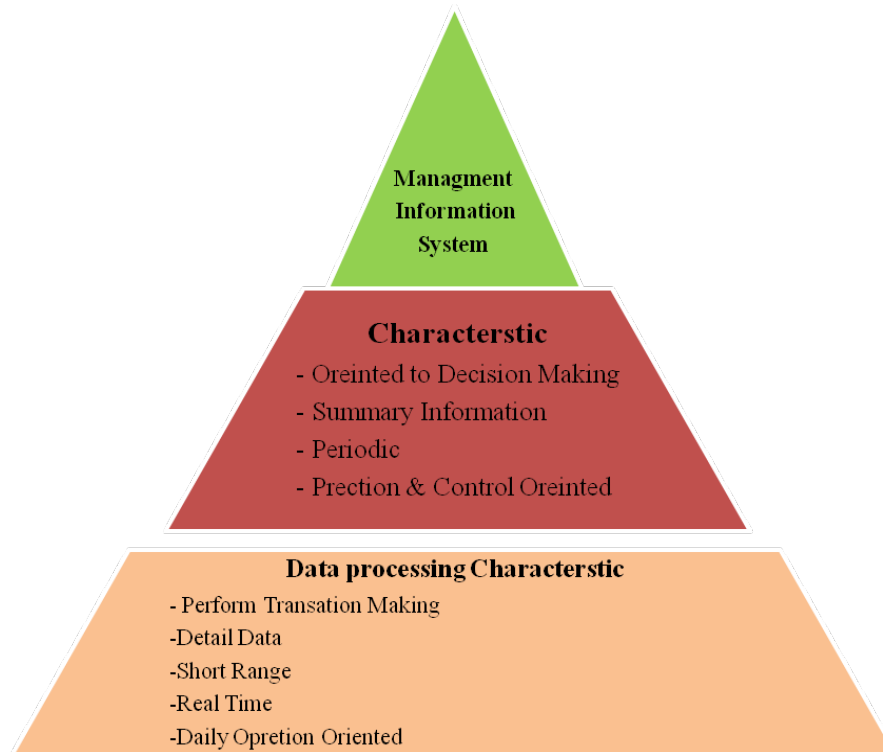 Managment
Information
System
Characterstic
- Oreinted to Decision Making
- Summary Information
- Periodic
- Prection & Control Oreinted
Data processing Characterstic
- Perform Transation Making
-Detail Data
-Short Range
-Real Time
-Daily Opretion Oriented